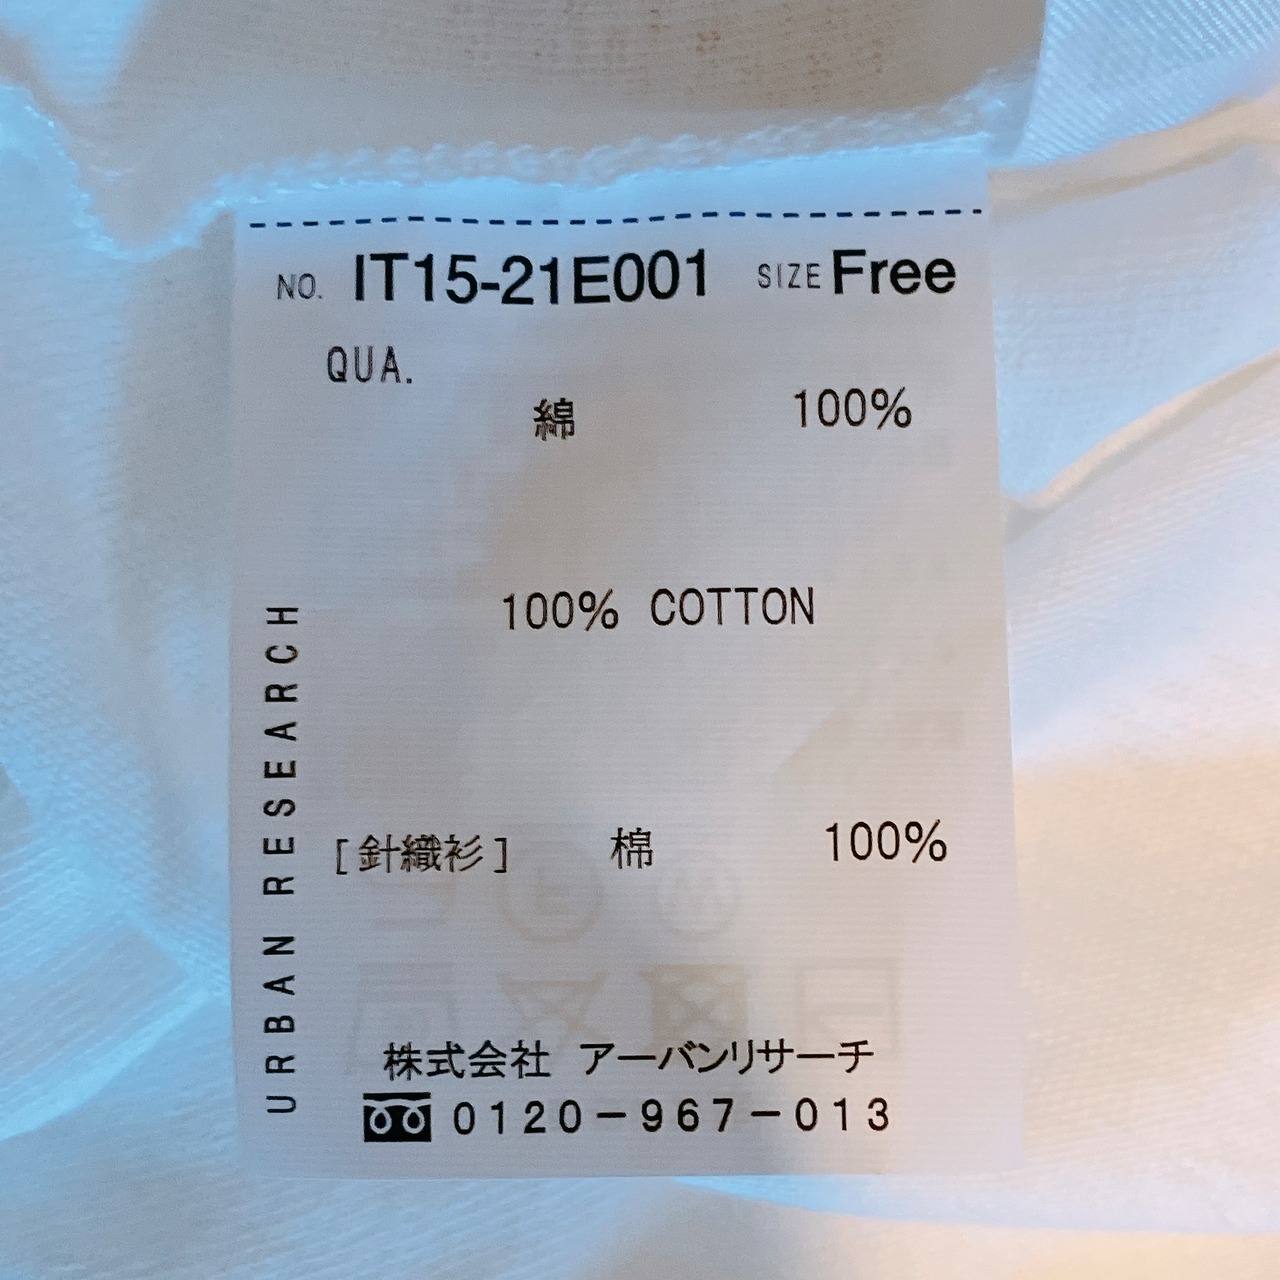 NO. IT15-21E001 SIZE Free
QUA.
綿 100%
100% COTTON
[針織衫] 棉 100%
URBAN RESEARCH
株式会社 アーバンリサーチ
0120-967-013